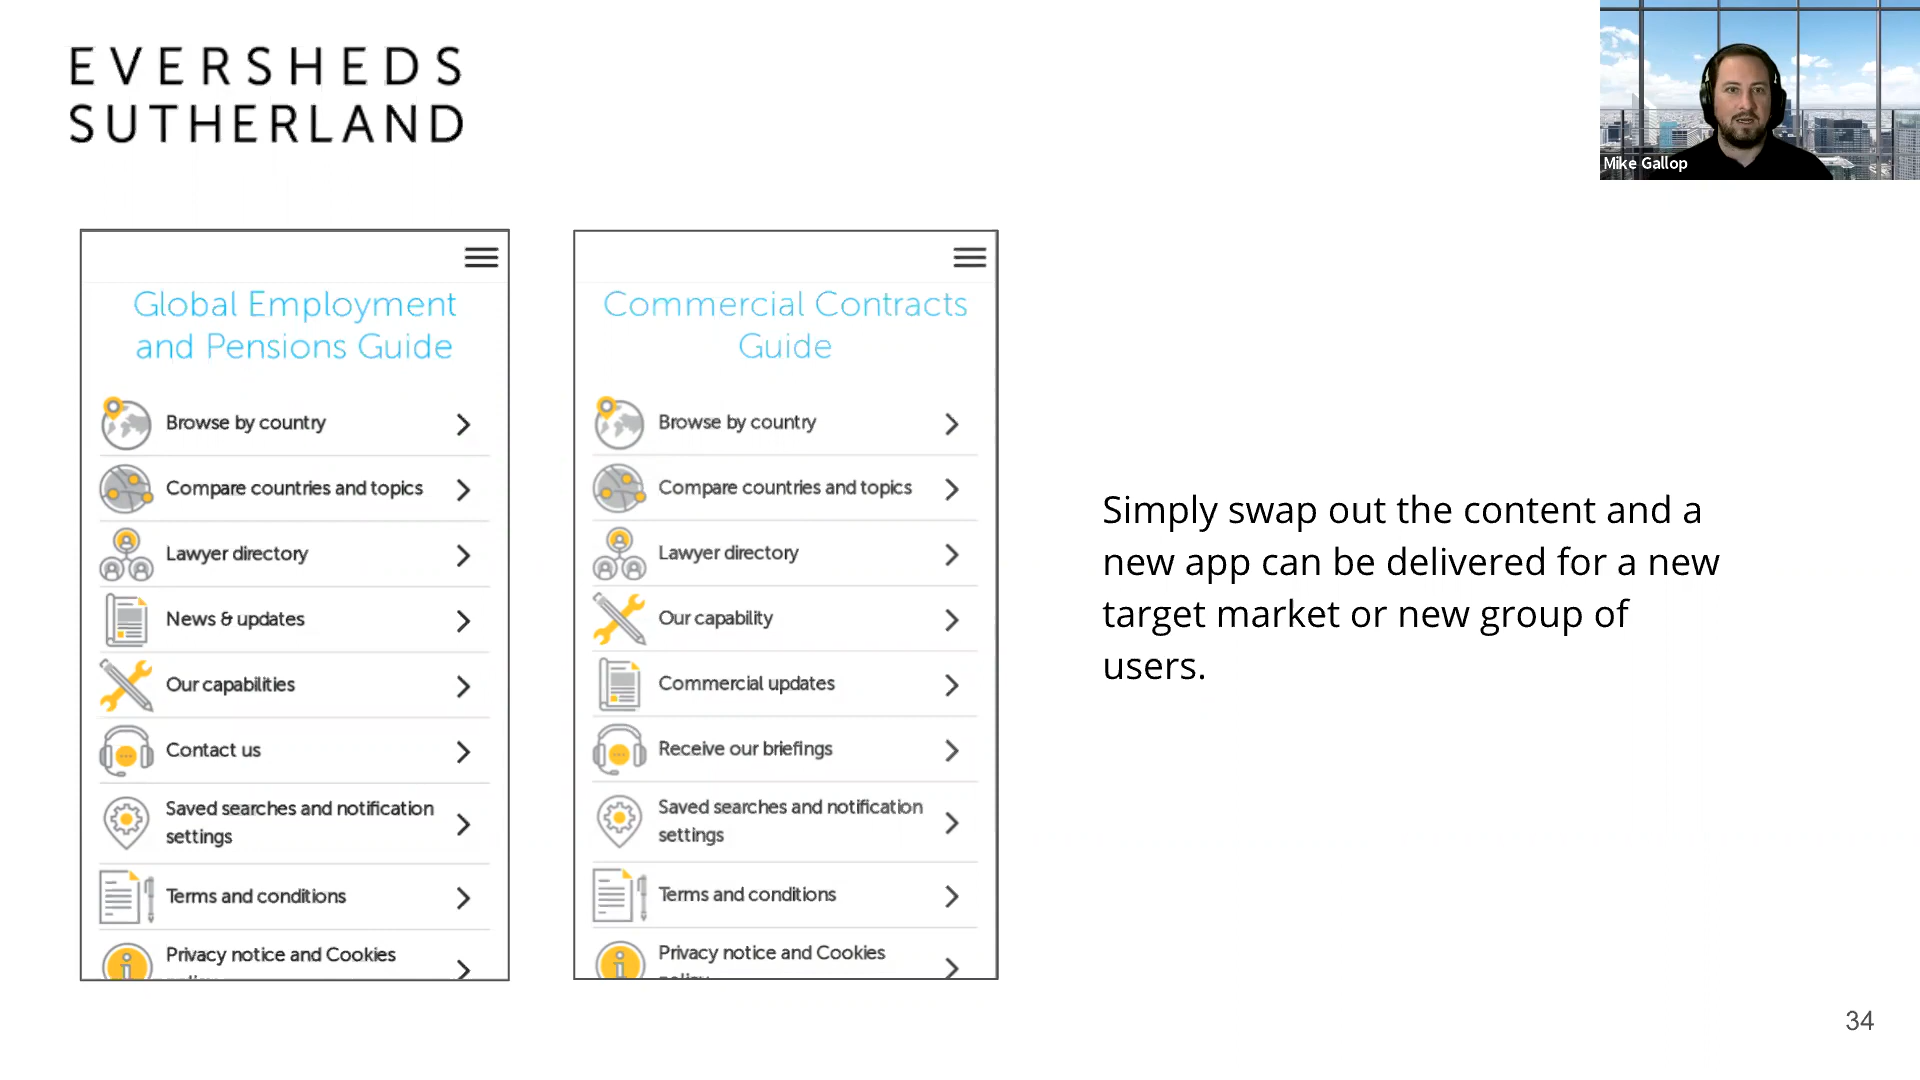 EVERSHEDS
SUTHERLAND
Mike Gallop
Global Employment
and Pensions Guide
Browse by country
Compare countries and topics
Lawyer directory
News & updates
Our capabilities
Contact us
Saved searches and notification
settings
Terms and conditions
Privacy notice and Cookies
Commercial Contracts
Guide
Browse by country
Compare countries and topics
Lawyer directory
Our capability
Commercial updates
Receive our briefings
Saved searches and notification
settings
Terms and conditions
Privacy notice and Cookies
Simply swap out the content and a
new app can be delivered for a new
target market or new group of
users.
34